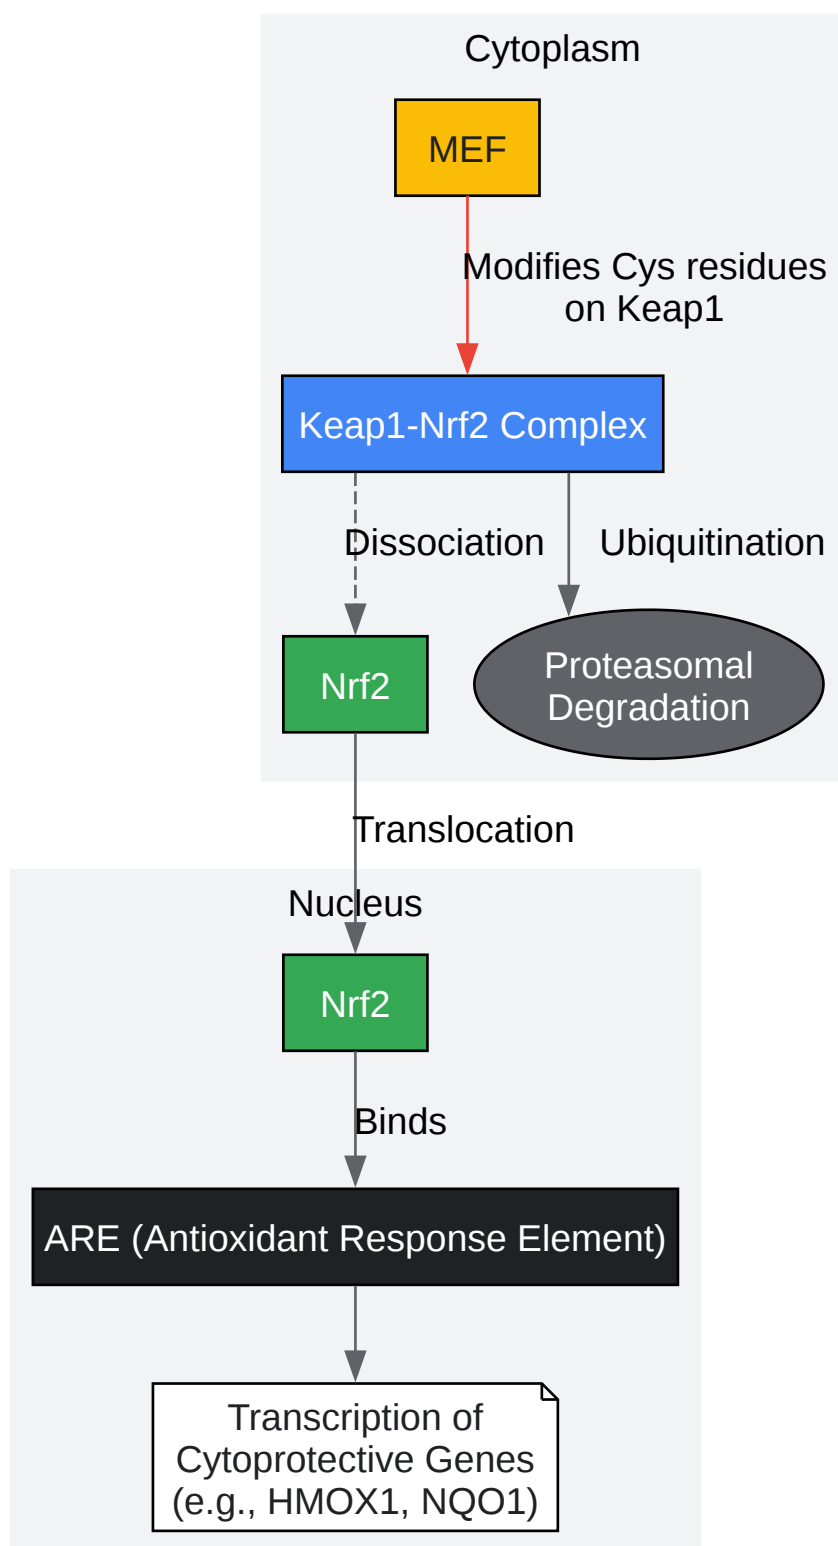 Cytoplasm
MEF
Modifies Cys residues
on Keap1
Keap1-Nrf2 Complex
Dissociation
Ubiquitination
Nrf2
Proteasomal
Degradation
Translocation
Nucleus
Nrf2
Binds
ARE (Antioxidant Response Element)
Transcription of
Cytoprotective Genes
(e.g., HMOX1, NQO1)